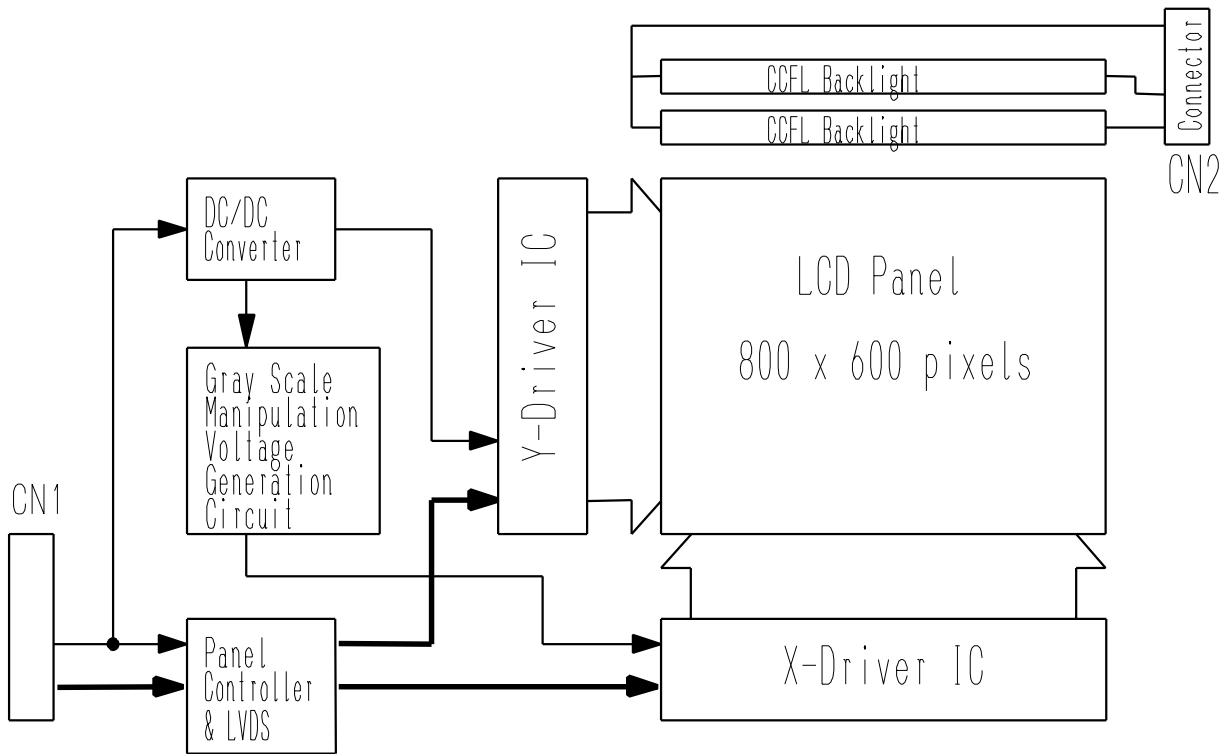 CCFL Backlight
CCFL Backlight
Connector
CN2
DC/DC
Converter
Y-Driver IC
LCD Panel
800 x 600 pixels
Gray Scale
Manipulation
Voltage
Generation
Circuit
CN1
Panel
Controller
& LVDS
X-Driver IC